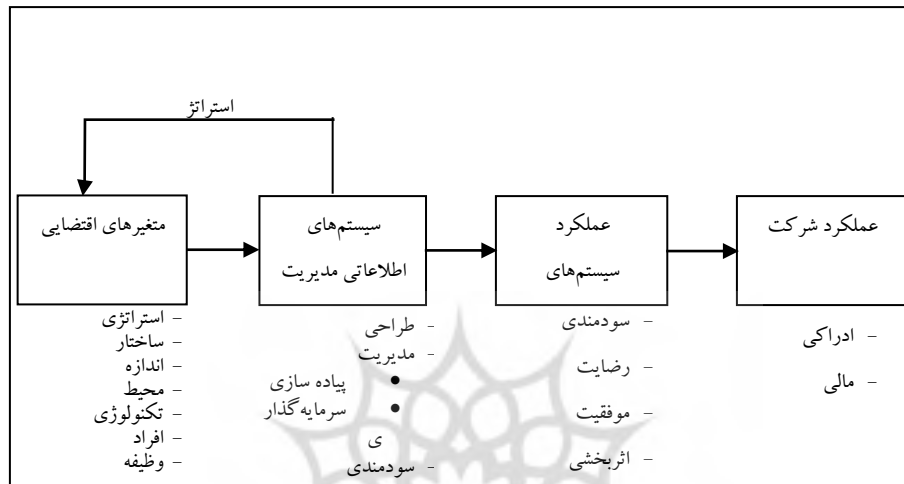 استراتژ
متغیرهای اقتضایی
سیستم‌های
اطلاعاتی مدیریت
عملکرد
سیستم‌های
عملکرد شرکت
- استراتژی
- ساختار
- اندازه
- محیط
- تکنولوژی
- افراد
- وظیفه
- طراحی
- مدیریت
• پیاده سازی
• سرمایه‌گذار
ی
- سودمندی
- سودمندی
- رضایت
- موفقیت
- اثربخشی
- ادراکی
- مالی